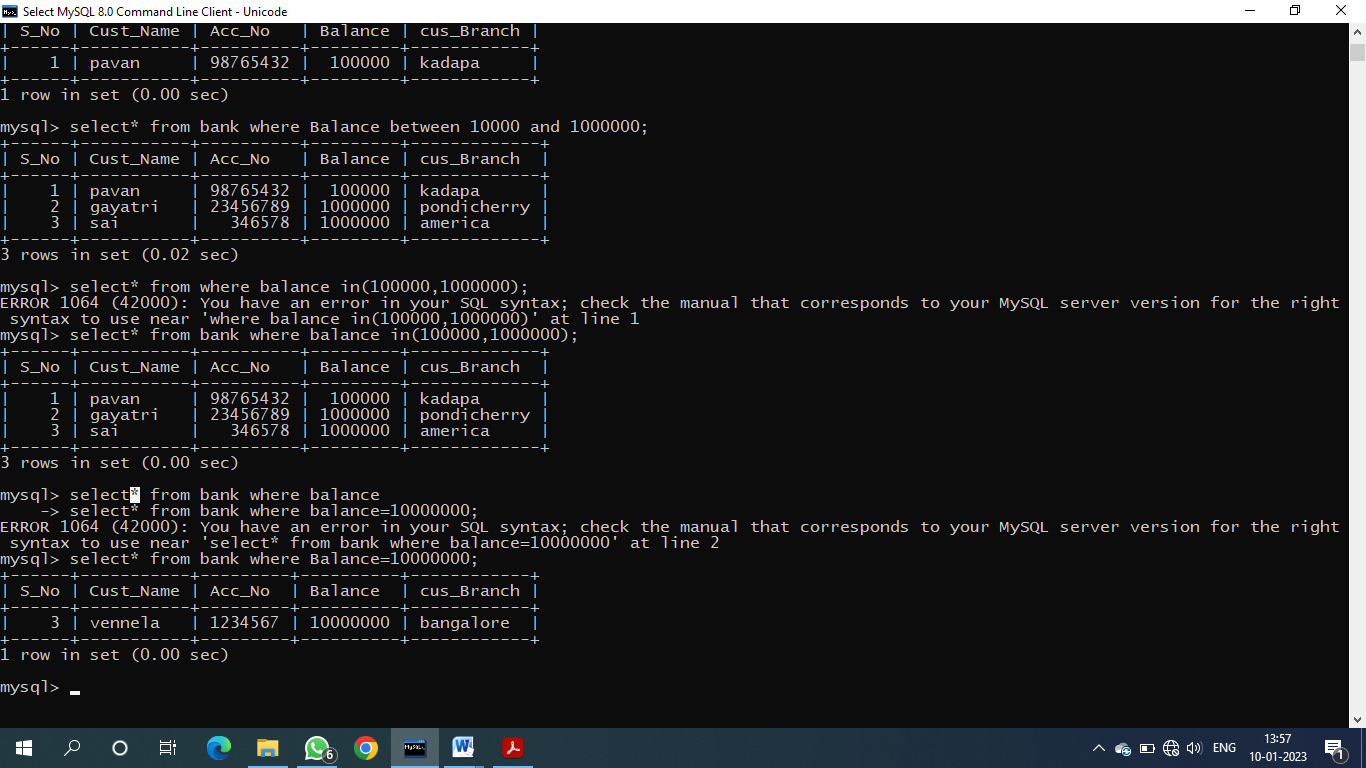 Select MySQL 8.0 Command Line Client - Unicode
| S_No | Cust_Name | Acc_No   | Balance | cus_Branch |
+------+-----------+----------+---------+------------+
|    1 | pavan     | 98765432 |  100000 | kadapa     |
+------+-----------+----------+---------+------------+
1 row in set (0.00 sec)
mysql> select* from bank where Balance between 10000 and 1000000;
+------+-----------+----------+---------+-------------+
| S_No | Cust_Name | Acc_No   | Balance | cus_Branch  |
+------+-----------+----------+---------+-------------+
|    1 | pavan     | 98765432 |  100000 | kadapa      |
|    2 | gayatri   | 23456789 | 1000000 | pondicherry |
|    3 | sai       |   346578 | 1000000 | america     |
+------+-----------+----------+---------+-------------+
3 rows in set (0.02 sec)
mysql> select* from where balance in(100000,1000000);
ERROR 1064 (42000): You have an error in your SQL syntax; check the manual that corresponds to your MySQL server version for the right
 syntax to use near 'where balance in(100000,1000000)' at line 1
mysql> select* from bank where balance in(100000,1000000);
+------+-----------+----------+---------+-------------+
| S_No | Cust_Name | Acc_No   | Balance | cus_Branch  |
+------+-----------+----------+---------+-------------+
|    1 | pavan     | 98765432 |  100000 | kadapa      |
|    2 | gayatri   | 23456789 | 1000000 | pondicherry |
|    3 | sai       |   346578 | 1000000 | america     |
+------+-----------+----------+---------+-------------+
3 rows in set (0.00 sec)
mysql> select* from bank where balance
    -> select* from bank where balance=10000000;
ERROR 1064 (42000): You have an error in your SQL syntax; check the manual that corresponds to your MySQL server version for the right
 syntax to use near 'select* from bank where balance=10000000' at line 2
mysql> select* from bank where Balance=10000000;
+------+-----------+---------+----------+------------+
| S_No | Cust_Name | Acc_No  | Balance  | cus_Branch |
+------+-----------+---------+----------+------------+
|    3 | vennela   | 1234567 | 10000000 | bangalore  |
+------+-----------+---------+----------+------------+
1 row in set (0.00 sec)
mysql>
6
ENG
13:57
10-01-2023
1